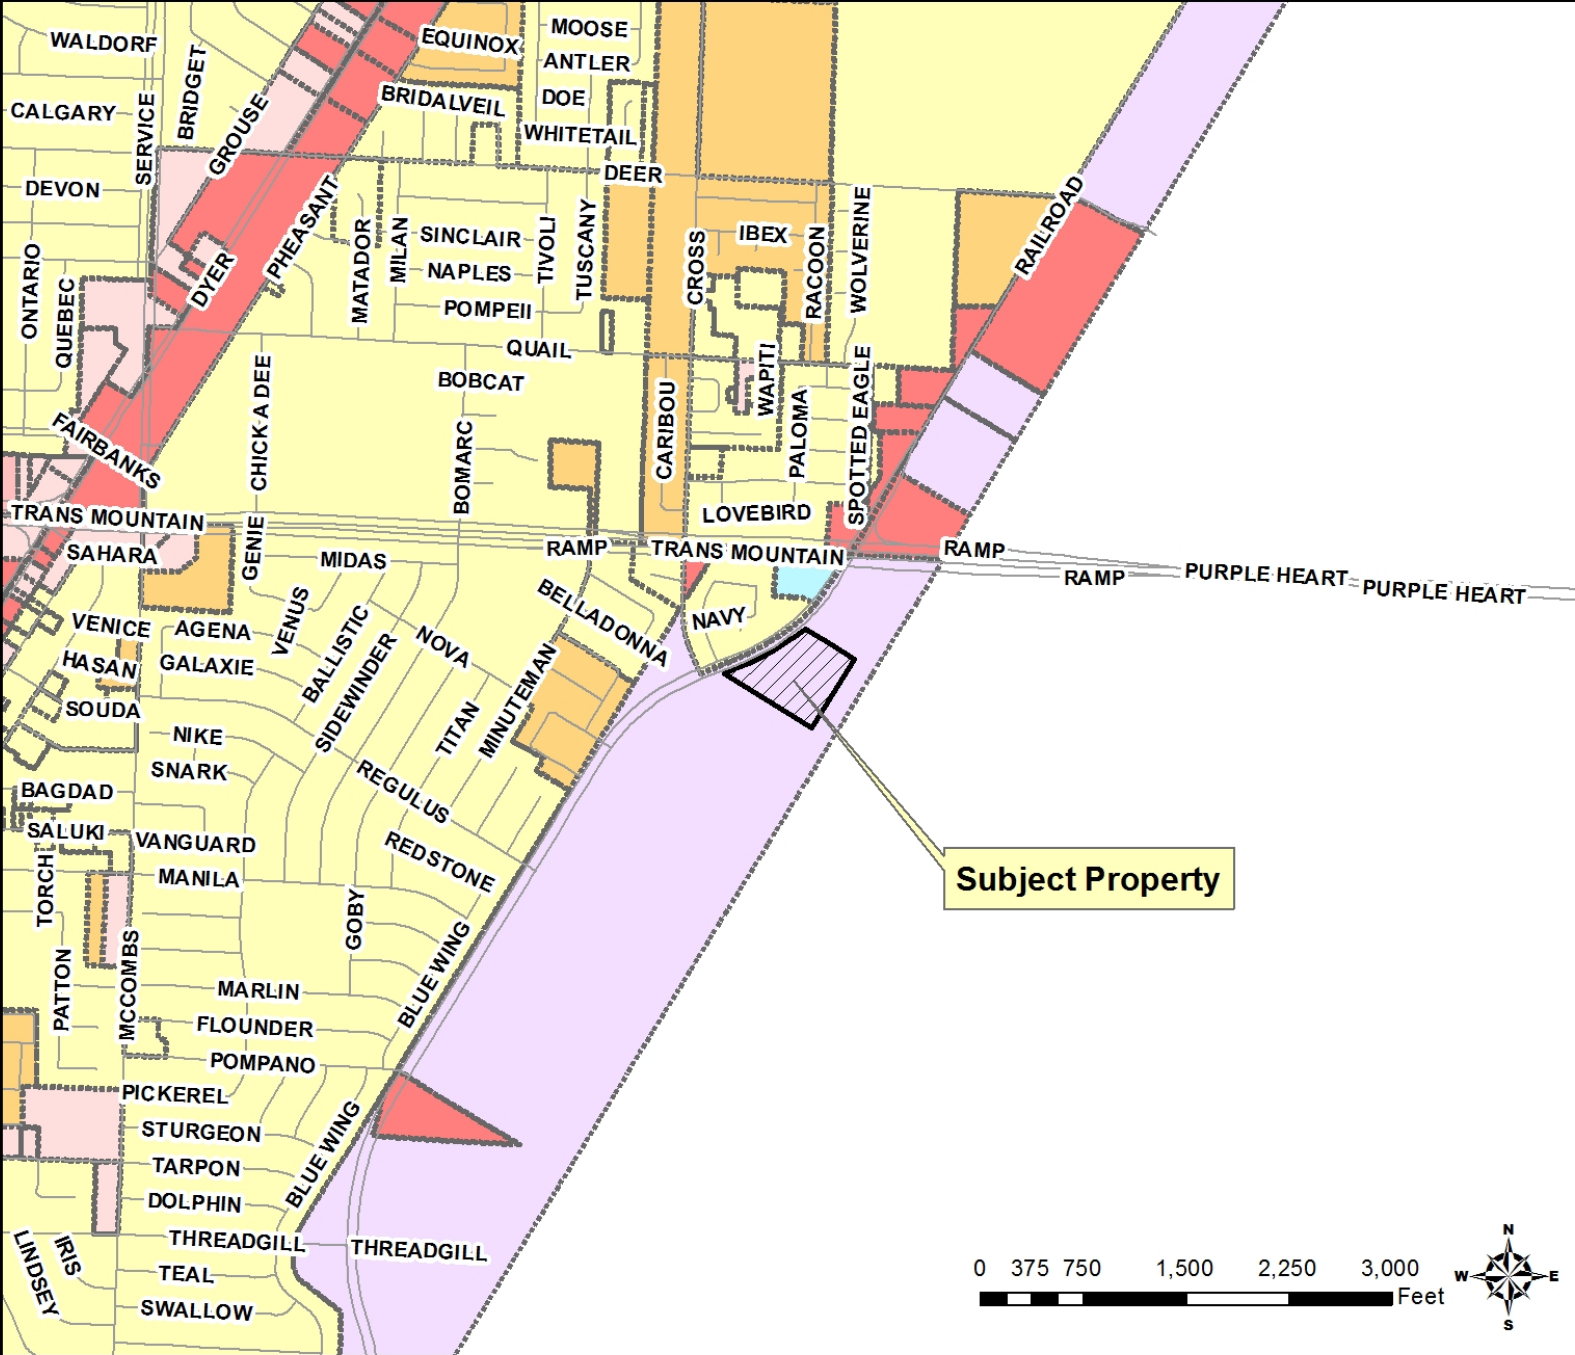 MOOSE
EQUINOX
WALDORF
ANTLER
BRIDGET
DOE
BRIDALVEIL
CALGARY
SERVICE
GROUSE
WHITETAIL
DEER
DEVON
PHEASANT
RAILROAD
MATADOR
MILAN
SINCLAIR
TIVOLI
TUSCANY
CROSS
IBEX
RACOON
WOLVERINE
ONTARIO
QUEBEC
DYER
NAPLES
POMPEII
QUAIL
CHICK-A DEE
BOBCAT
CARIBOU
WAPITI
PALOMA
SPOTTED EAGLE
FAIRBANKS
BOMARC
LOVEBIRD
TRANS MOUNTAIN
SAHARA
GENIE
MIDAS
RAMP
TRANS MOUNTAIN
RAMP
RAMP
PURPLE HEART
PURPLE HEART
VENICE
AGENA
VENUS
BALLISTIC
NOVA
BELLADONNA
NAVY
HASAN
GALAXIE
SIDEWINDER
MINUTEMAN
SOUDA
NIKE
TITAN
SNARK
REGULUS
BAGDAD
SALUKI
VANGUARD
REDSTONE
Subject Property
TORCH
MANILA
GOBY
BLUE WING
PATTON
MCCOMBS
MARLIN
FLOUNDER
POMPANO
PICKEREL
STURGEON
BLUE WING
TARPON
DOLPHIN
LINDSEY
IRIS
THREADGILL
THREADGILL
TEAL
SWALLOW
0 375 750 1,500 2,250 3,000
Feet
N
W
E
S